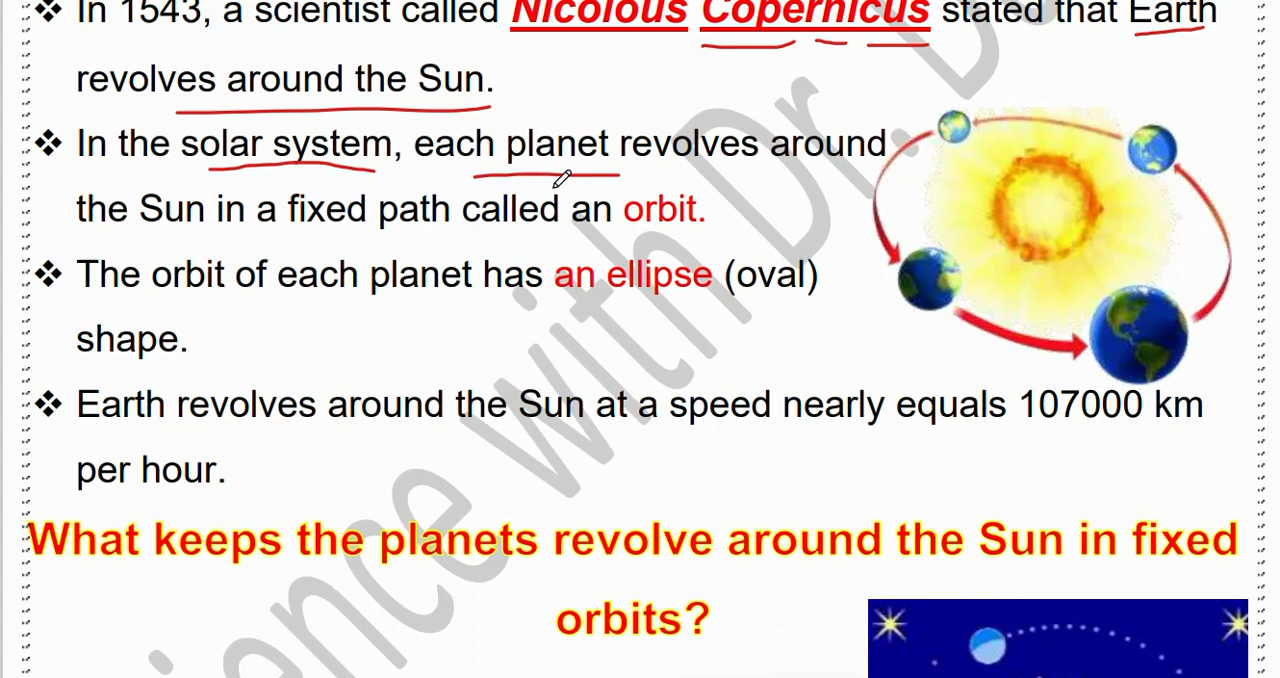 ❖ In 1543, a scientist called Nicolous Copernicus stated that Earth
revolves around the Sun.
❖ In the solar system, each planet revolves around
the Sun in a fixed path called an orbit.
❖ The orbit of each planet has an ellipse (oval)
shape.
❖ Earth revolves around the Sun at a speed nearly equals 107000 km
per hour.
What keeps the planets revolve around the Sun in fixed
orbits?
ience with Dr. D